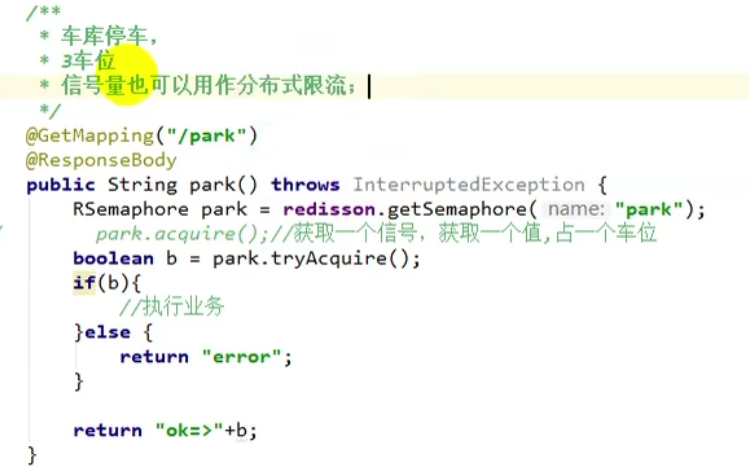 /**
* 车库停车，
* 3车位
* 信号量也可以用作分布式限流；
*/
@GetMapping("/park")
@ResponseBody
public String park() throws InterruptedException {
RSemaphore park = redisson.getSemaphore( name: "park");
/ park.acquire();//获取一个信号，获取一个值,占一个车位
boolean b = park.tryAcquire();
if(b){
//执行业务
}else {
return "error";
}
return "ok=>"+b;
}